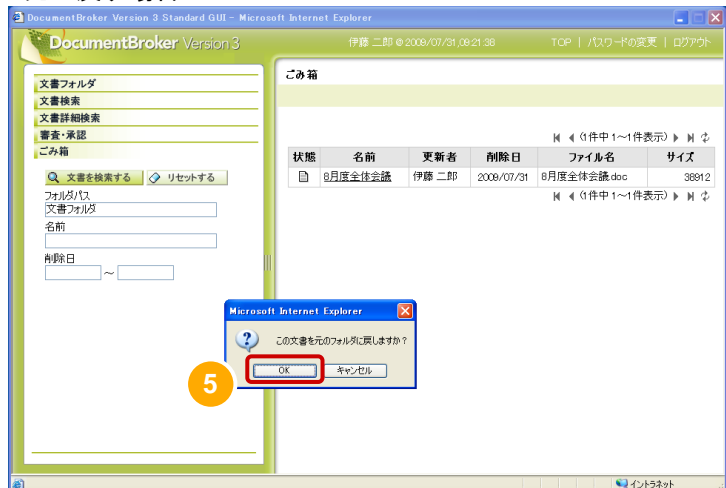 DocumentBroker Version 3 Standard GUI - Microsoft Internet Explorer
DocumentBroker Version 3
伊藤 二郎 @ 2009/07/31,09:21:38
TOP | パスワードの変更 | ログアウト
文書フォルダ
文書検索
文書詳細検索
審査・承認
ごみ箱
文書を検索する
リセットする
フォルダパス
文書フォルダ
名前
削除日
～
ごみ箱
(1件中 1～1件表示)
状態 名前 更新者 削除日 ファイル名 サイズ
8月度全体会議 伊藤 二郎 2009/07/31 8月度全体会議.doc 38912
(1件中 1～1件表示)
Microsoft Internet Explorer
この文書を元のフォルダに戻しますか?
OK キャンセル
5
イントラネット